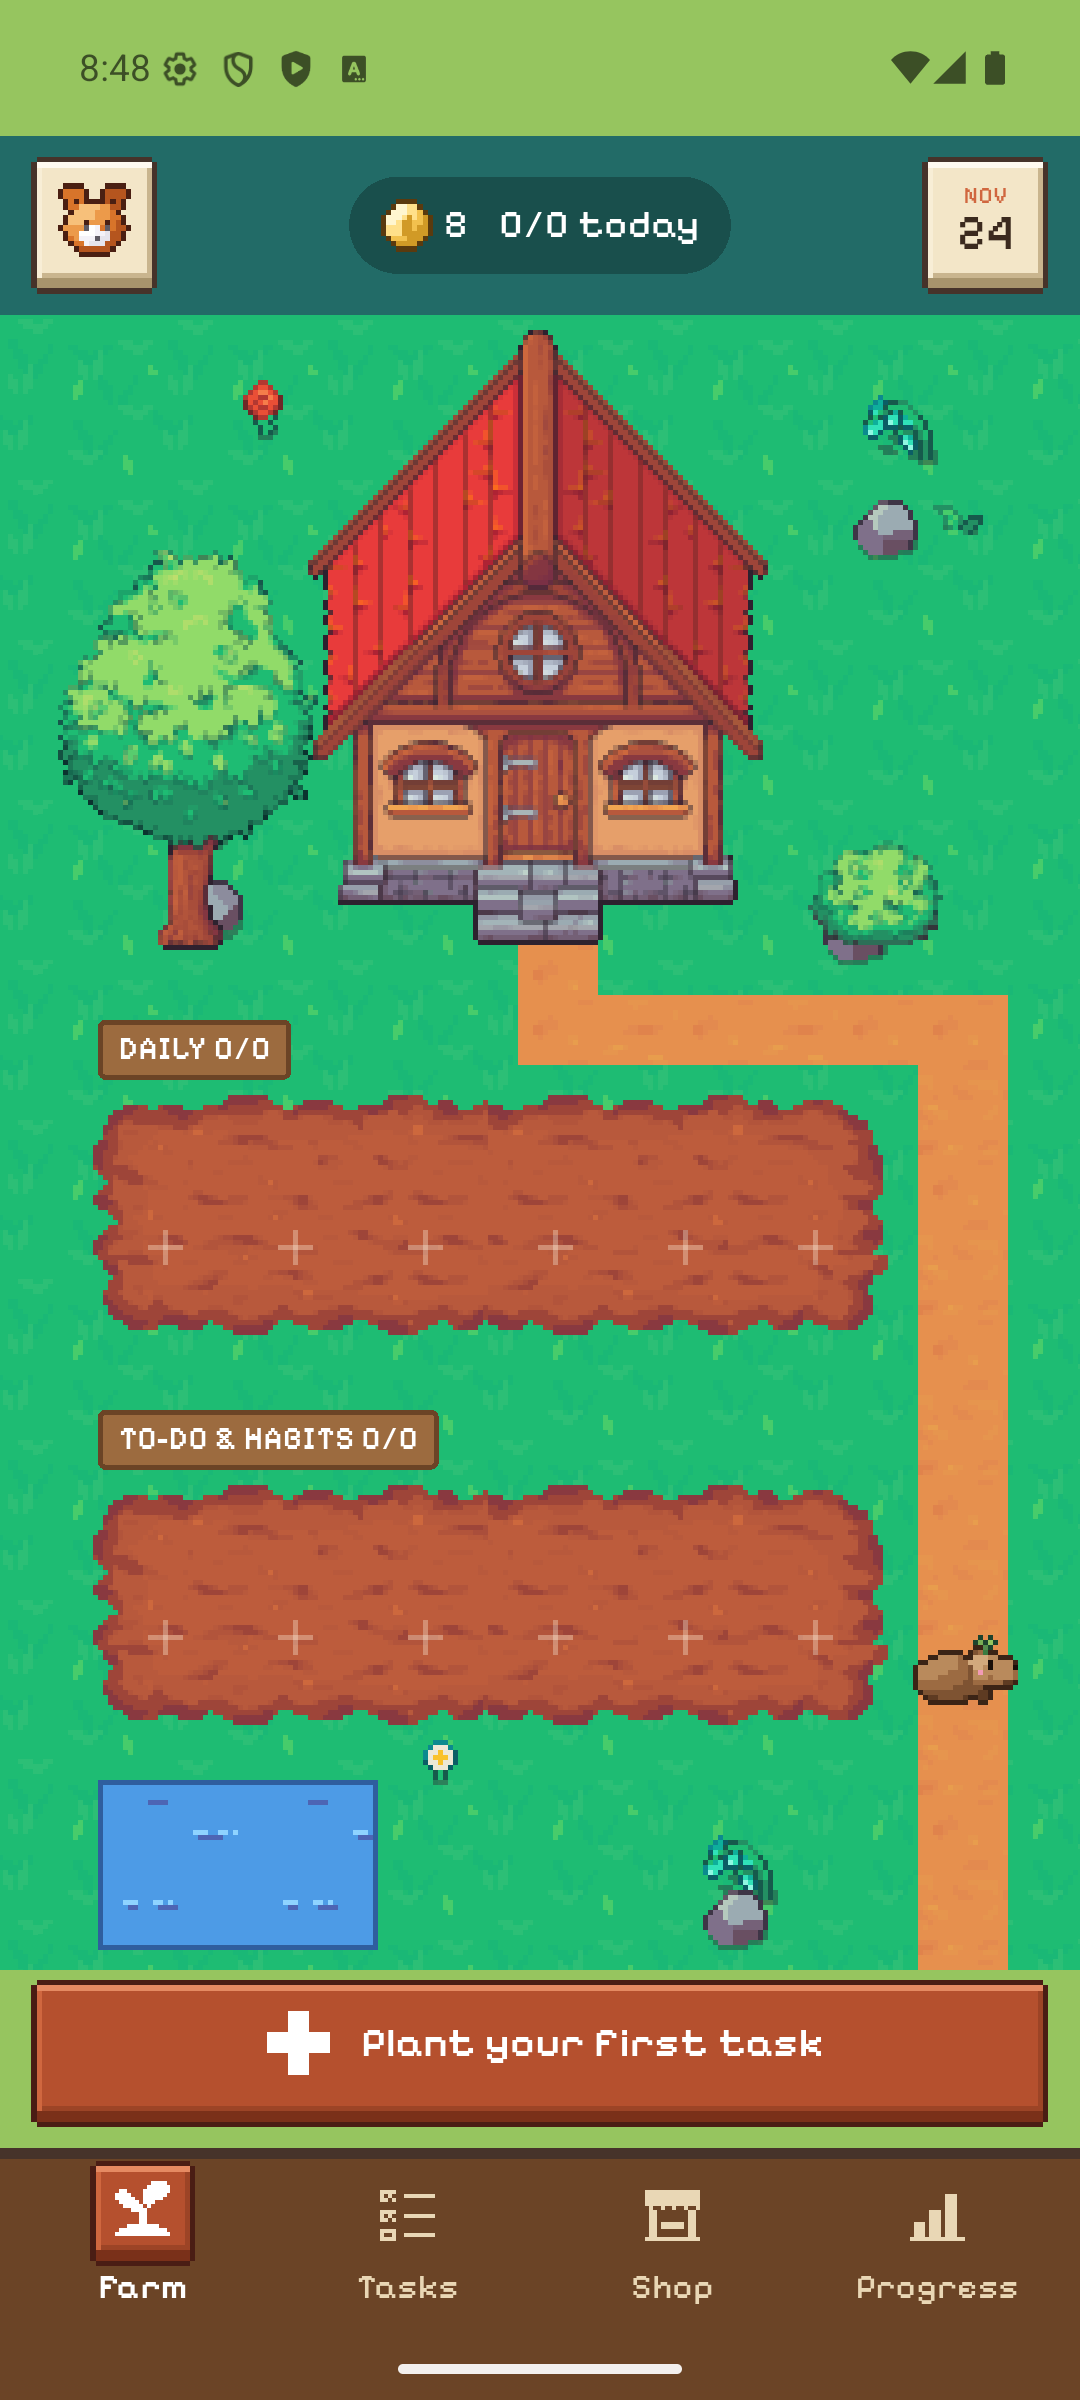 8:48
8 0/0 today
NOV
24
DAILY 0/0
TO-DO & HABITS 0/0
Plant your first task
Farm
Tasks
Shop
Progress